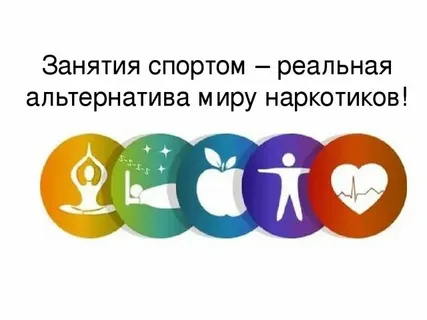 Занятия спортом – реальная
альтернатива миру наркотиков!